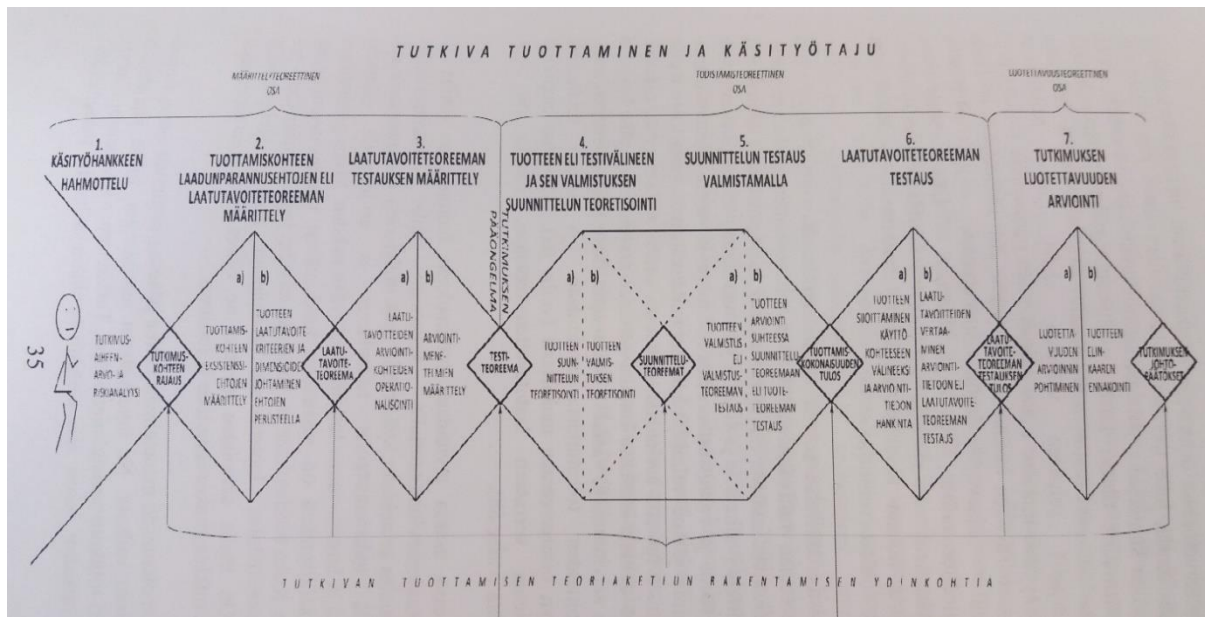 TUTKIVA TUOTTAMINEN JA KÄSITYÖTAJU
MÄÄRITTELYTEOREETTINEN
OSA
TODISTAMISTEOREETTINEN
OSA
LUOTETTAVUUSTEOREETTINEN
OSA
1.
KÄSITYÖHANKKEEN
HAHMOTTELU
2.
TUOTTAMISKOHTEEN
LAADUNPARANNUSEHTOJEN ELI
LAATUTAVOITETEOREEMAN
MÄÄRITTELY
3.
LAATUTAVOITETEOREEMAN
TESTAUKSEN MÄÄRITTELY
4.
TUOTTEEN ELI TESTIVÄLINEEN
JA SEN VALMISTUKSEN
SUUNNITTELUN TEORETISOINTI
5.
SUUNNITTELUN TESTAUS
VALMISTAMALLA
6.
LAATUTAVOITETEOREEMAN
TESTAUS
7.
TUTKIMUKSEN
LUOTETTAVUUDEN
ARVIOINTI
35
TUTKIMUS-
AIHEEN
ARVIO- JA
RISKIANALYYSI
TUTKIMUS-
KOHTEEN
RAJAUS
a)
TUOTTAMIS-
KOHTEEN
EKSISTENSSI-
EHTOJEN
MÄÄRITTELY
b)
TUOTTEEN
LAATUTAVOITE
KRITEERIEN JA
DIMENSIOIDEN
JOHTAMINEN
EHTOJEN
PERUSTEELLA
LAATU-
TAVOITE-
TEOREEMA
a)
LAATU-
TAVOITTEIDEN
ARVIOINTI-
KOHTEIDEN
OPERATIO-
NALISOINTI
b)
ARVIOINTI-
MENE-
TELMIEN
MÄÄRITTELY
TUTKIMUKSEN
PÄÄONGELMA
TESTI-
TEOREEMA
a)
TUOTTEEN
SUUN-
NITTELUN
TEORETISOINTI
b)
TUOTTEEN
VALMIS-
TUKSEN
TEORETISOINTI
SUUNNITTELU-
TEOREEMAT
a)
TUOTTEEN
VALMISTUS
ELI
VALMISTUS-
TEOREEMAN
TESTAUS
b)
TUOTTEEN
ARVIOINTI
SUHTEESSA
SUUNNITTELU-
TEOREEMAAN
ELI TUOTE-
TEOREEMAN
TESTAUS
TUOTTAMIS-
KOKONAISUUDEN
TULOS
a)
TUOTTEEN
SIJOITTAMINEN
KÄYTTÖ
KOHTEESEEN
VÄLINEEKSI
JA ARVIOINTI-
TIEDON
HANKINTA
b)
LAATU-
TAVOITTEIDEN
VERTAA-
MINEN
ARVIOINTI-
TIETOON ELI
LAATUTAVOITE-
TEOREEMAN
TESTAUS
LAATU-
TAVOITE-
TEOREEMAN
TESTAUKSEN
TULOS
a)
LUOTETTA
VUUDEN
ARVIOINNIN
POHTIMINEN
b)
TUOTTEEN
ELIN-
KAAREN
ENNAKOINTI
TUTKIMUKSEN
JOHTO-
PÄÄTÖKSET
TUTKIVAN TUOTTAMISEN TEORIAKETJUN RAKENTAMISEN YDINKOHTIA